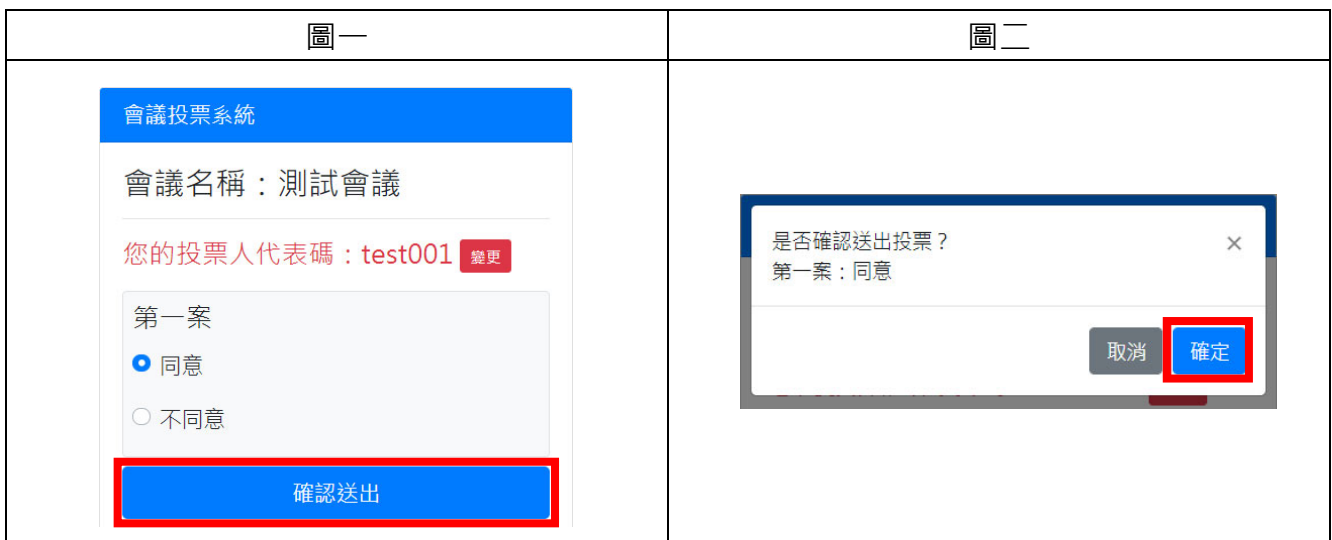 圖一
圖二
會議投票系統
會議名稱：測試會議
您的投票人代表碼：test001 變更
第一案
同意
不同意
確認送出
是否確認送出投票？ ×
第一案：同意
取消 確定